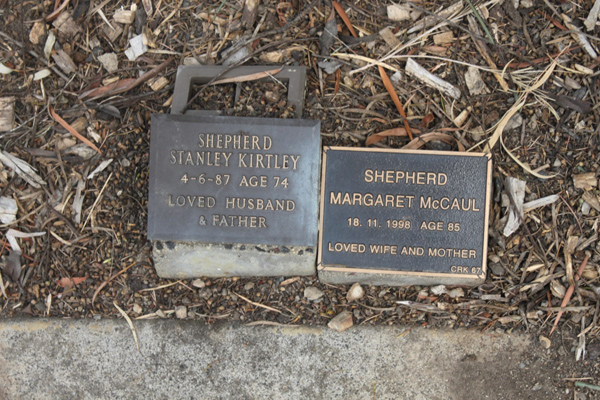 SHEPHERD
STANLEY KIRTLEY
4-6-87 AGE 74
LOVED HUSBAND
& FATHER
SHEPHERD
MARGARET McCAUL
18. 11. 1998 AGE 85
LOVED WIFE AND MOTHER
CRK 67